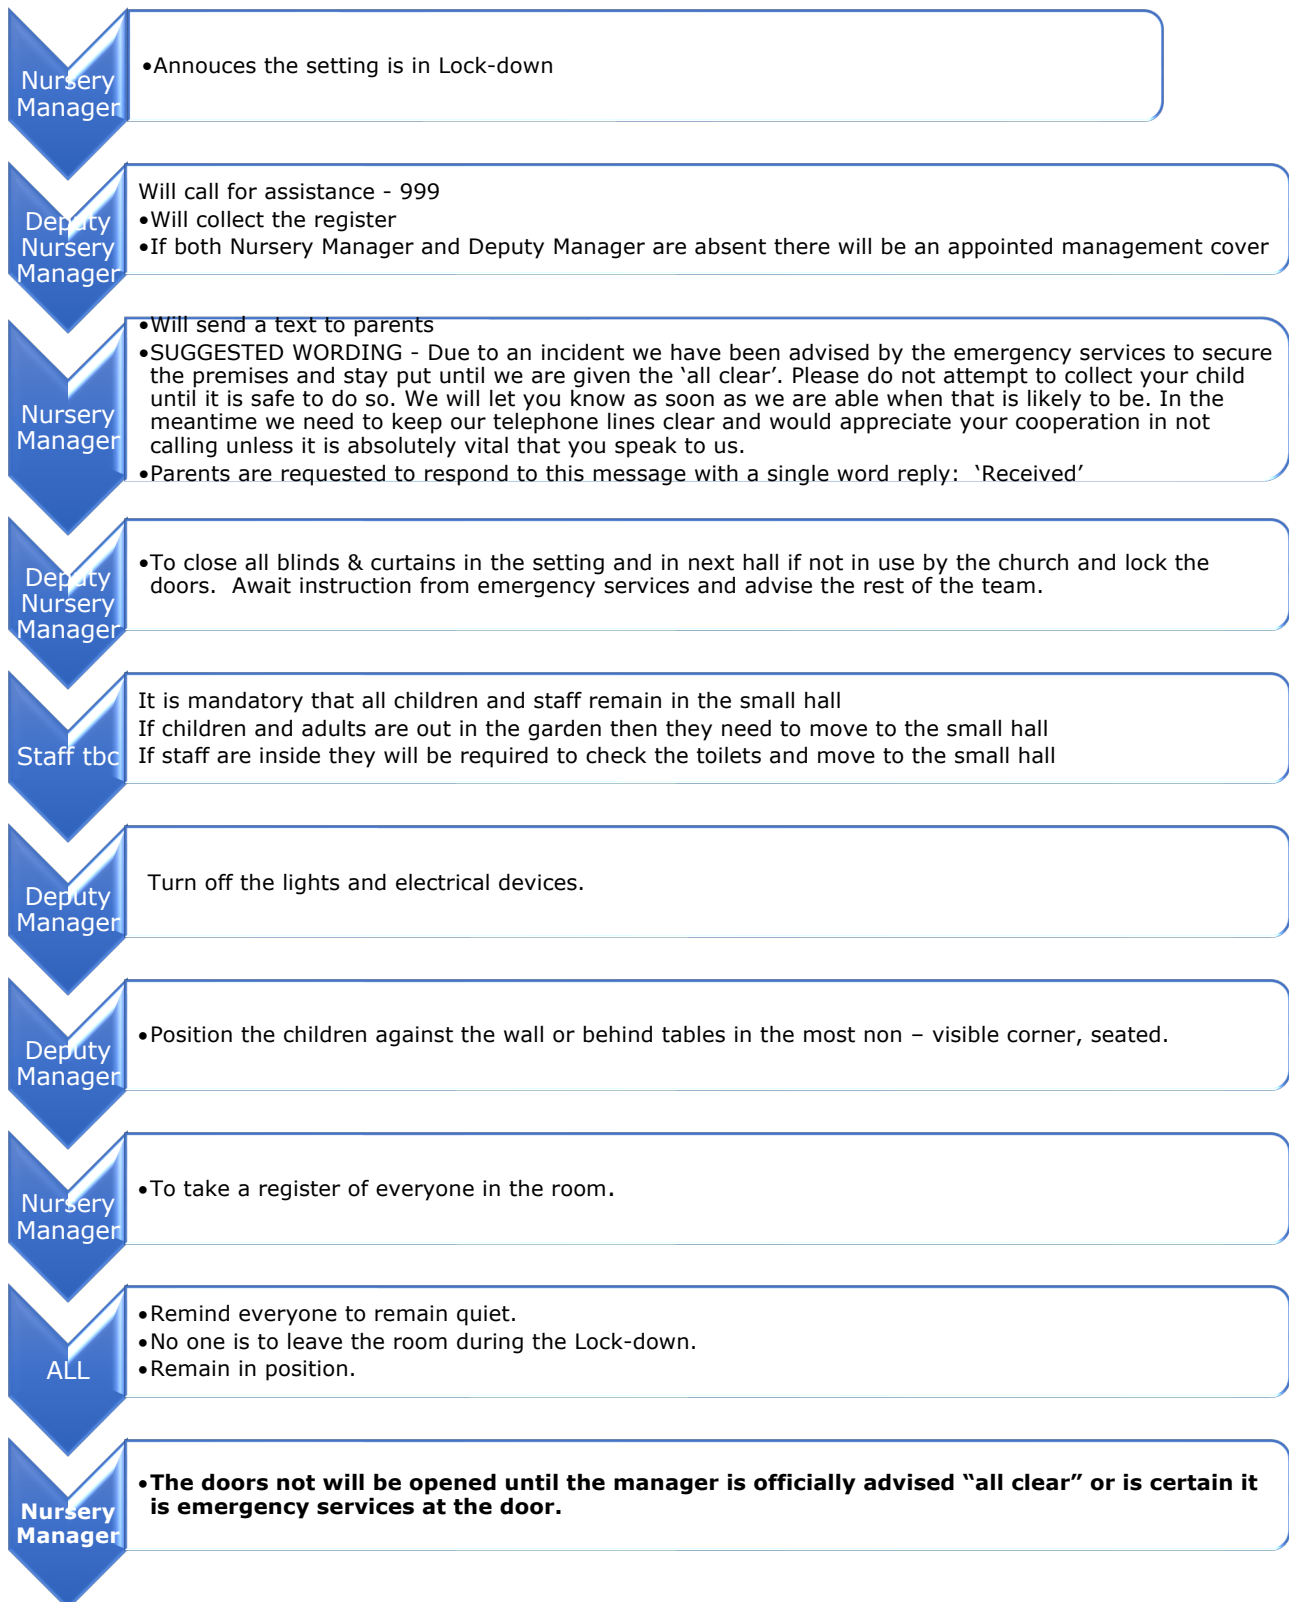 Nursery
Manager
•Annouces the setting is in Lock-down
Deputy
Nursery
Manager
Will call for assistance - 999
•Will collect the register
•If both Nursery Manager and Deputy Manager are absent there will be an appointed management cover
Nursery
Manager
•Will send a text to parents
•SUGGESTED WORDING - Due to an incident we have been advised by the emergency services to secure
the premises and stay put until we are given the ‘all clear’. Please do not attempt to collect your child
until it is safe to do so. We will let you know as soon as we are able when that is likely to be. In the
meantime we need to keep our telephone lines clear and would appreciate your cooperation in not
calling unless it is absolutely vital that you speak to us.
•Parents are requested to respond to this message with a single word reply:  ‘Received’
Deputy
Nursery
Manager
•To close all blinds & curtains in the setting and in next hall if not in use by the church and lock the
doors.  Await instruction from emergency services and advise the rest of the team.
Staff tbc
It is mandatory that all children and staff remain in the small hall
If children and adults are out in the garden then they need to move to the small hall
If staff are inside they will be required to check the toilets and move to the small hall
Deputy
Manager
Turn off the lights and electrical devices.
Deputy
Manager
•Position the children against the wall or behind tables in the most non – visible corner, seated.
Nursery
Manager
•To take a register of everyone in the room.
ALL
•Remind everyone to remain quiet.
•No one is to leave the room during the Lock-down.
•Remain in position.
Nursery
Manager
•The doors not will be opened until the manager is officially advised “all clear” or is certain it
is emergency services at the door.